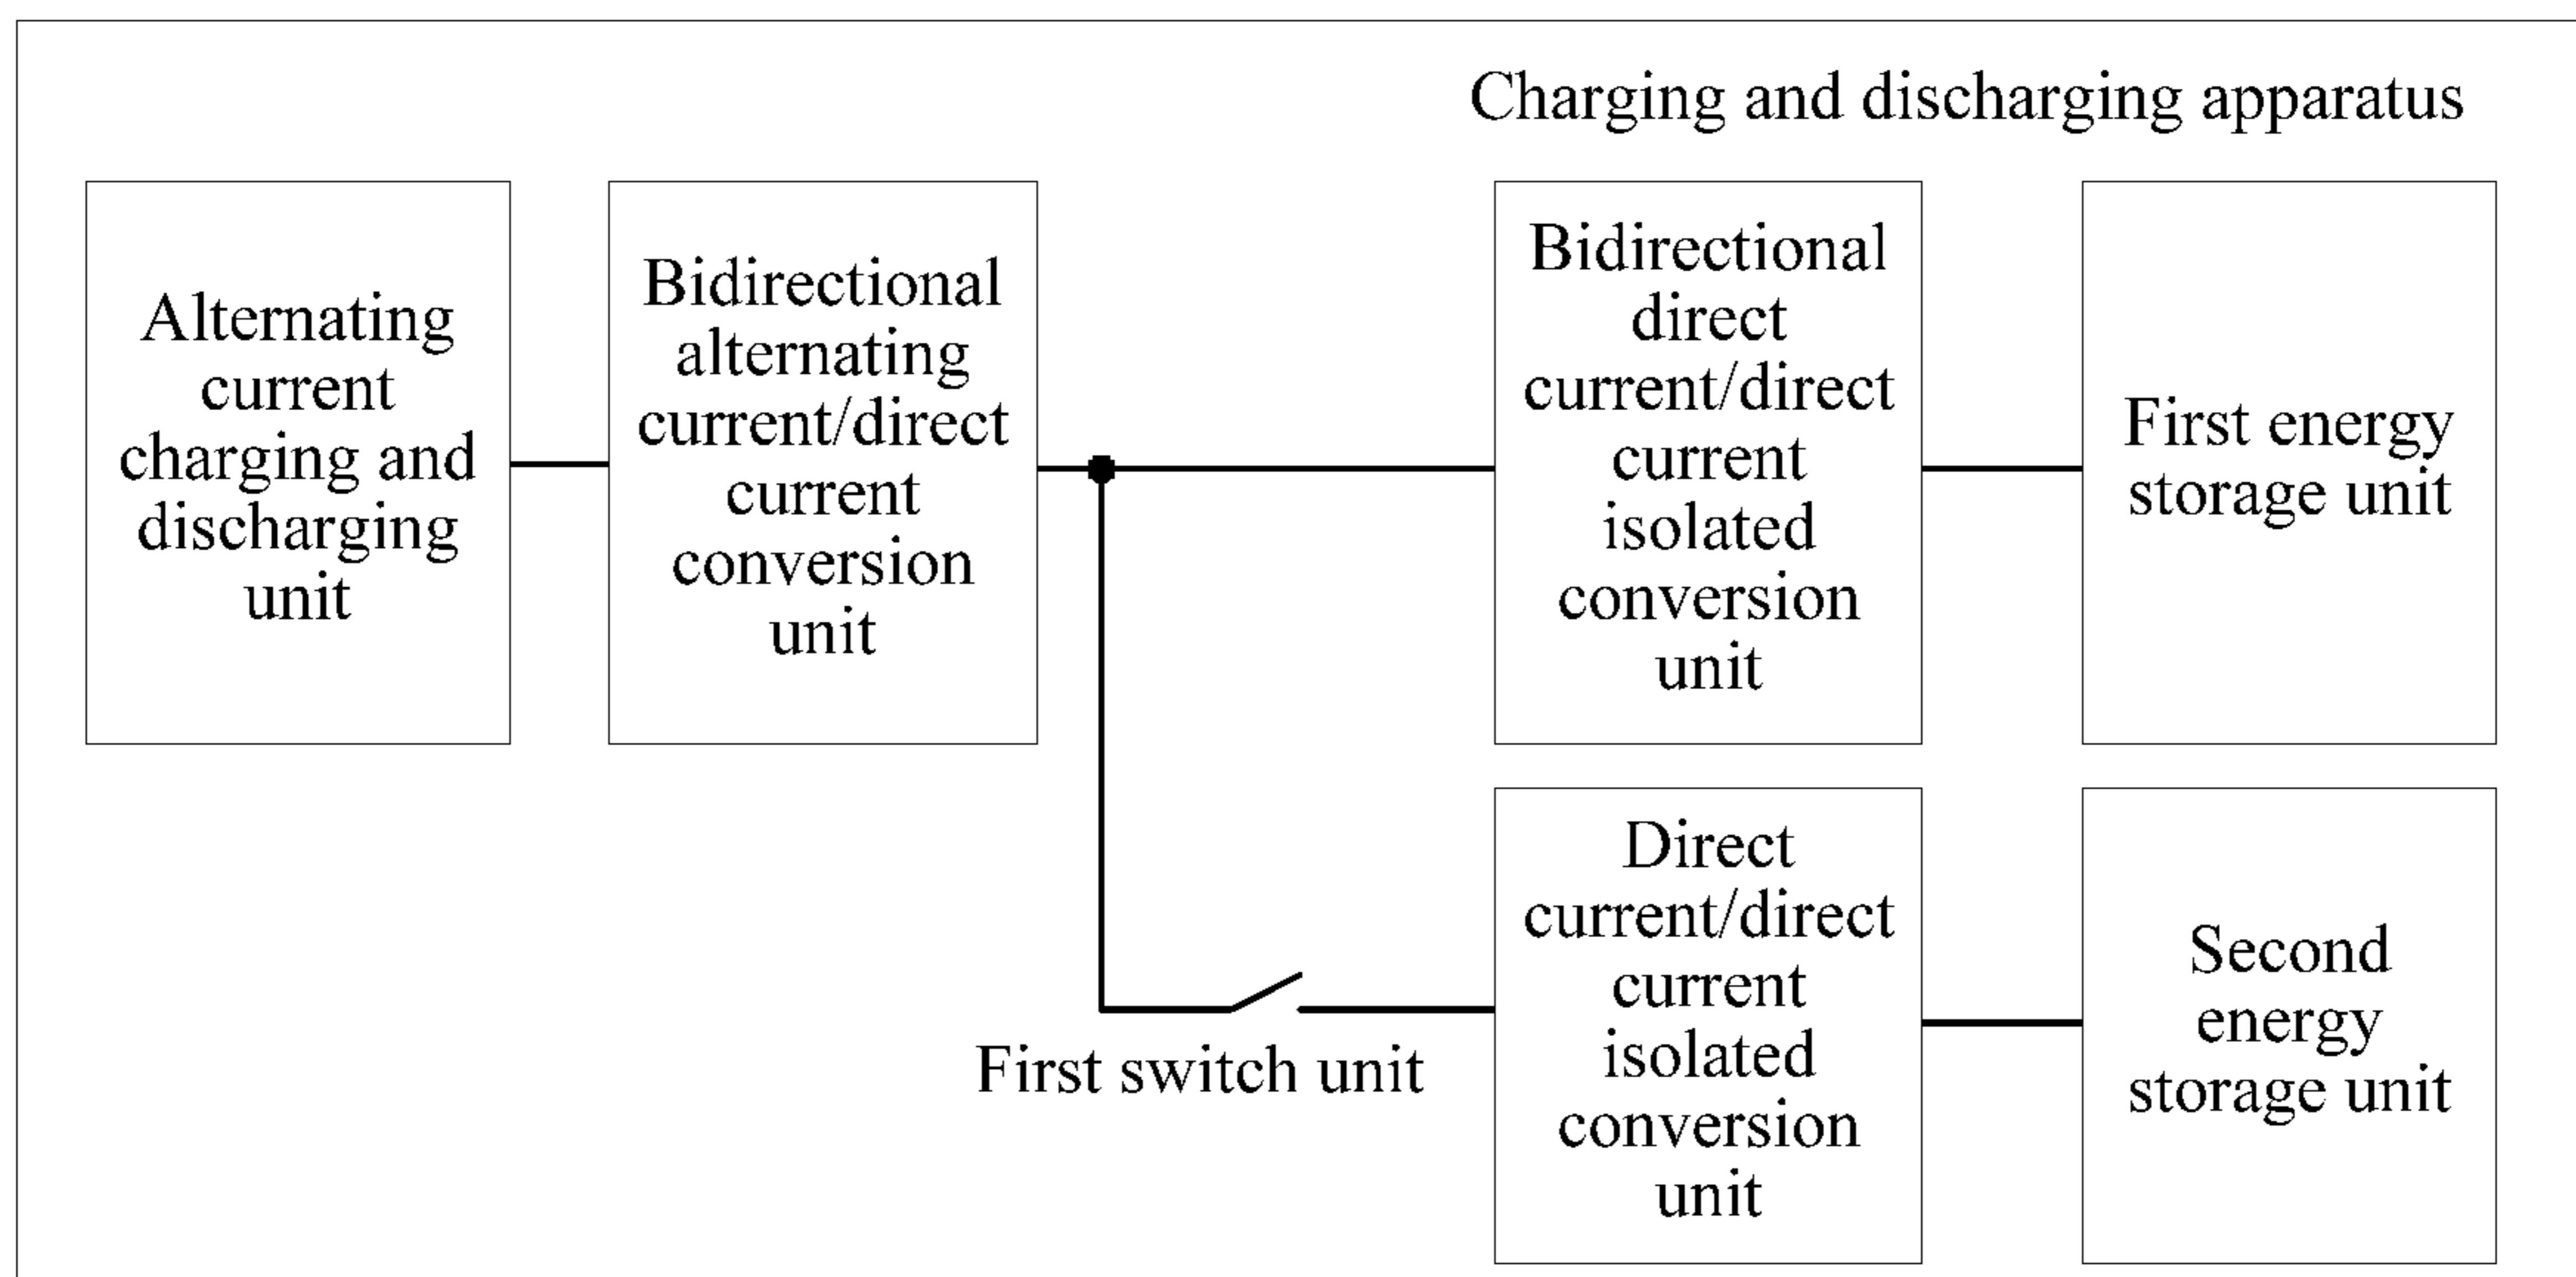 Charging and discharging apparatus
Alternating
current
charging and
discharging
unit
Bidirectional
alternating
current/direct
current
conversion
unit
Bidirectional
direct
current/direct
current
isolated
conversion
unit
First energy
storage unit
First switch unit
Direct
current/direct
current
isolated
conversion
unit
Second
energy
storage unit